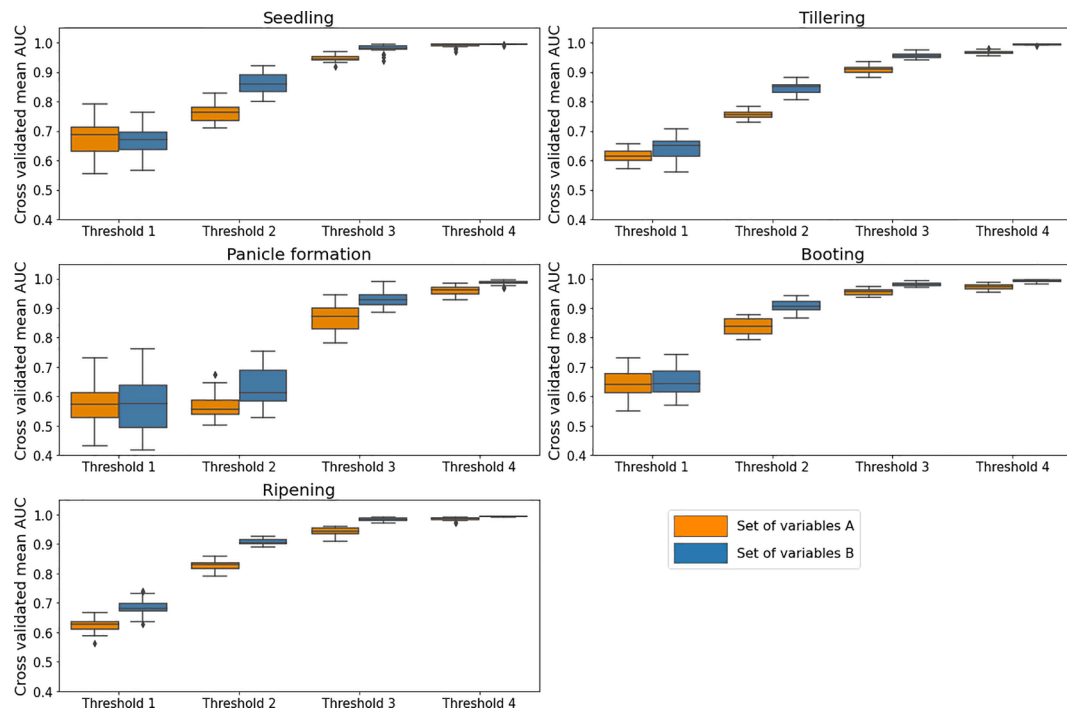 Seedling
Cross validated mean AUC
1.0
0.9
0.8
0.7
0.6
0.5
0.4
Threshold 1 Threshold 2 Threshold 3 Threshold 4
Tillering
Cross validated mean AUC
1.0
0.9
0.8
0.7
0.6
0.5
0.4
Threshold 1 Threshold 2 Threshold 3 Threshold 4
Panicle formation
Cross validated mean AUC
1.0
0.9
0.8
0.7
0.6
0.5
0.4
Threshold 1 Threshold 2 Threshold 3 Threshold 4
Booting
Cross validated mean AUC
1.0
0.9
0.8
0.7
0.6
0.5
0.4
Threshold 1 Threshold 2 Threshold 3 Threshold 4
Ripening
Cross validated mean AUC
1.0
0.9
0.8
0.7
0.6
0.5
0.4
Threshold 1 Threshold 2 Threshold 3 Threshold 4
Set of variables A
Set of variables B